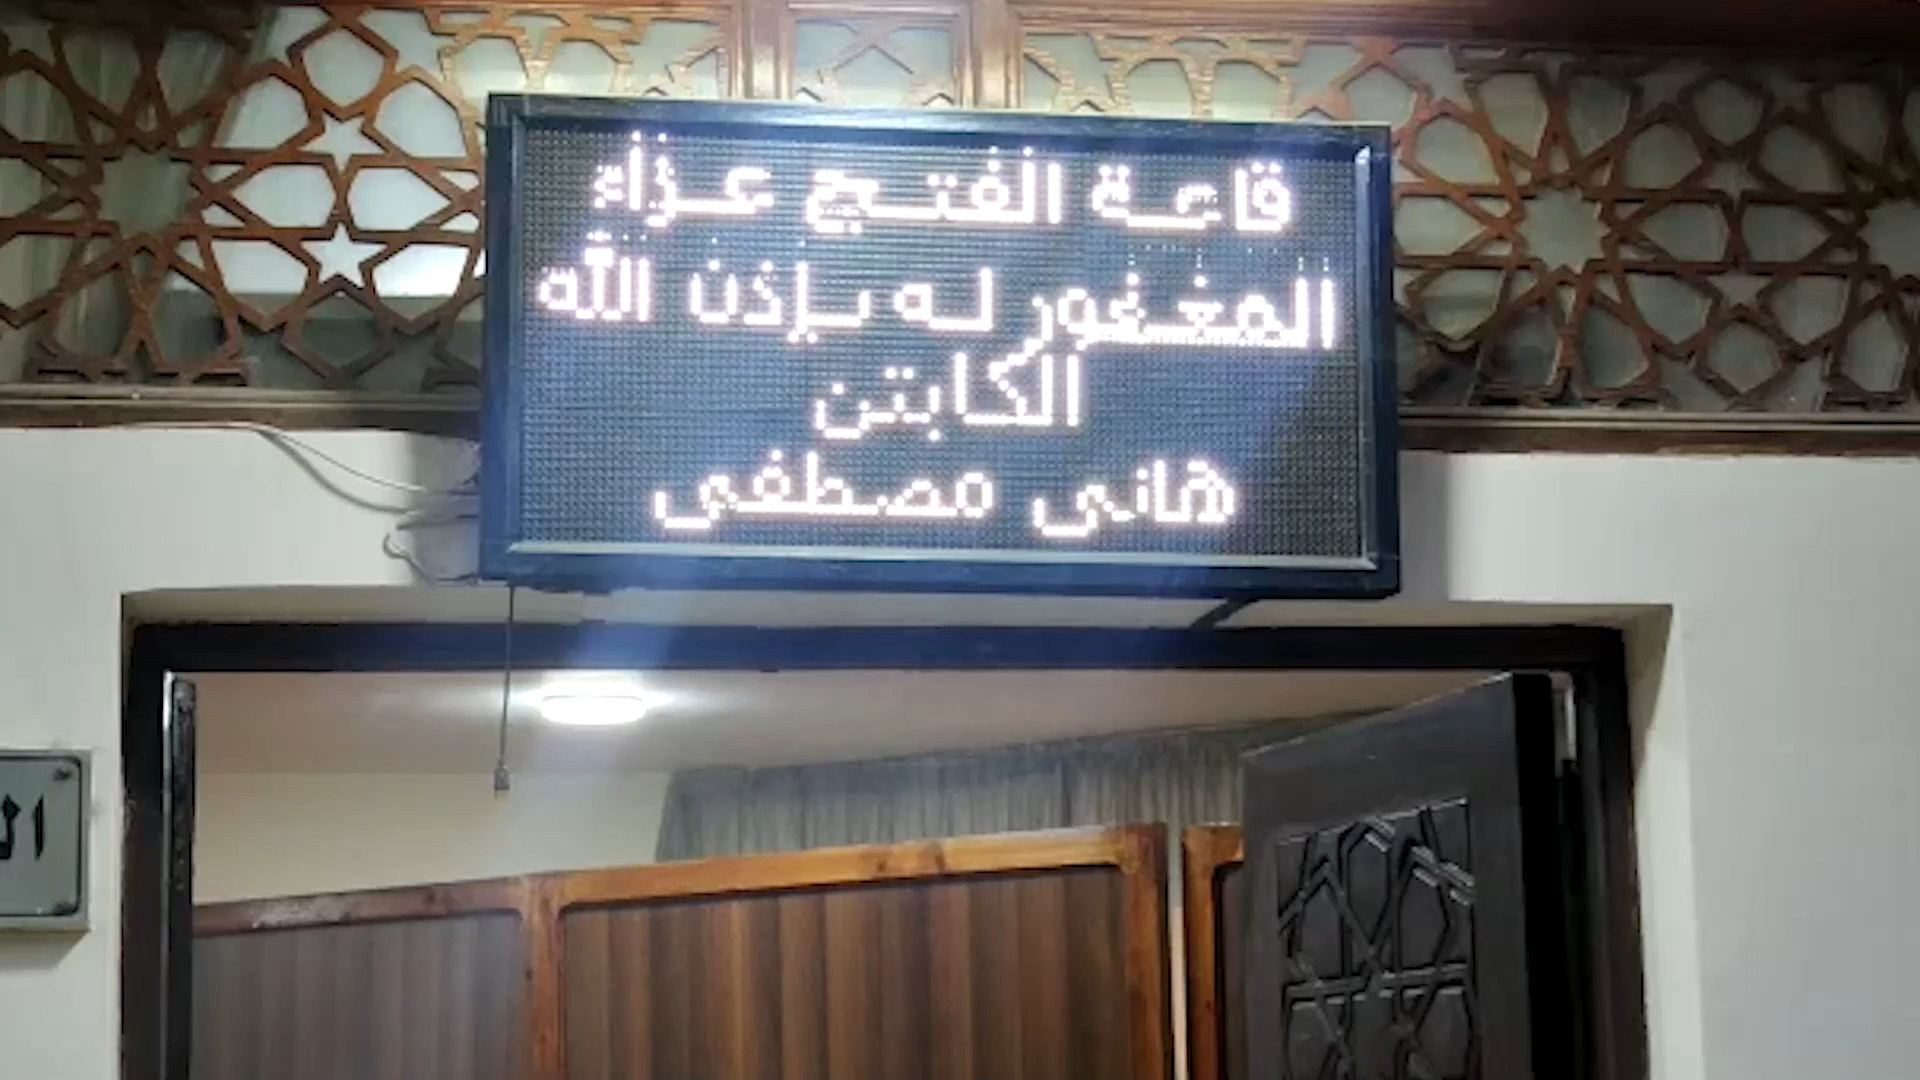 قاعة الفتح عزاء
المغفور له بإذن الله
الكابتن
هانى مصطفى